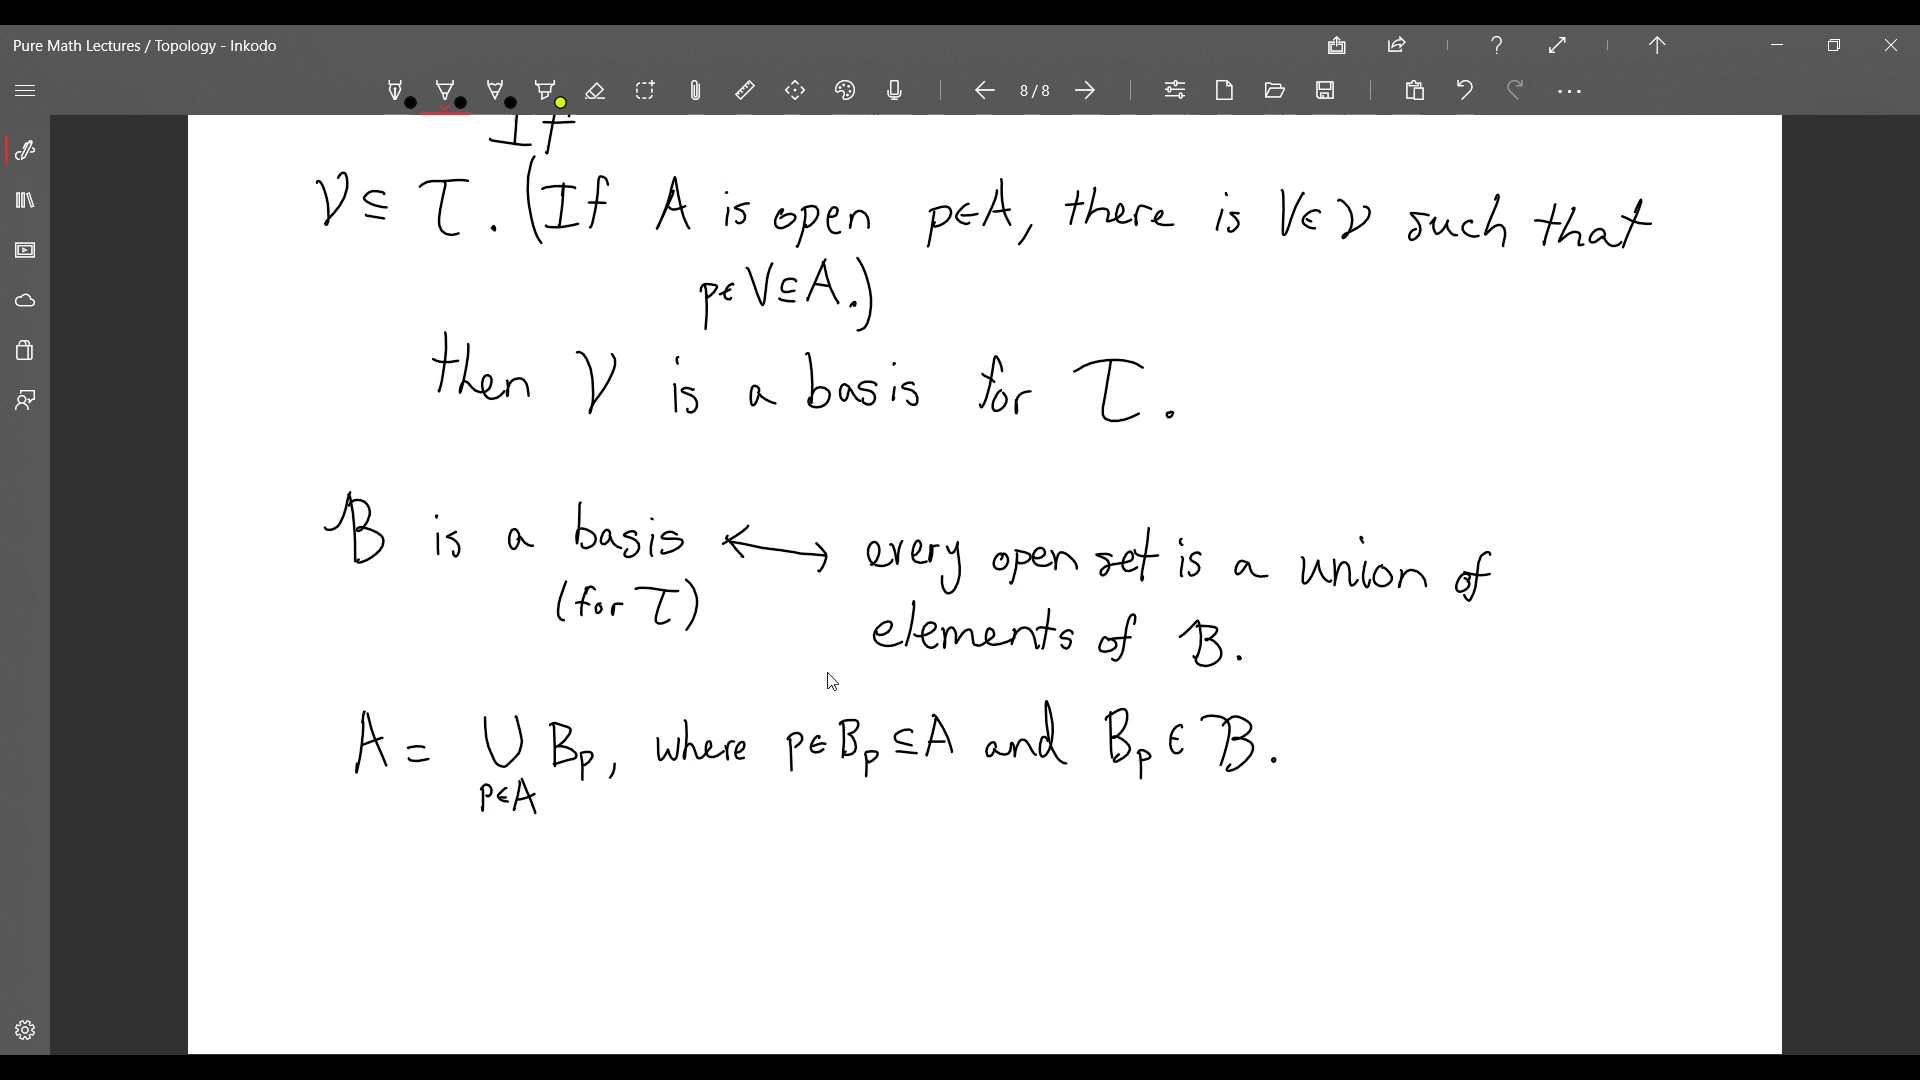 Pure Math Lectures / Topology - Inkodo
8 / 8
If
𝒱 ⊆ 𝒯. (If A is open p∈A, there is V∈𝒱 such that
p∈V⊆A.)
then 𝒱 is a basis for 𝒯.
ℬ is a basis ⟷ every open set is a union of
(for 𝒯) elements of ℬ.
A = ∪ Bₚ, where p∈Bₚ⊆A and Bₚ∈ℬ.
p∈A